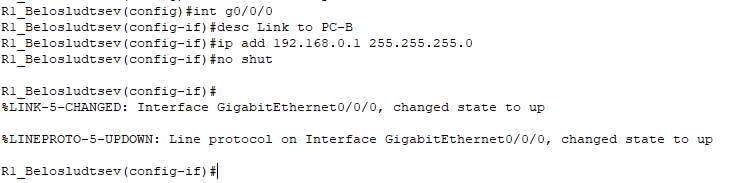 R1_Belosludtsev(config)#int g0/0/0
R1_Belosludtsev(config-if)#desc Link to PC-B
R1_Belosludtsev(config-if)#ip add 192.168.0.1 255.255.255.0
R1_Belosludtsev(config-if)#no shut
R1_Belosludtsev(config-if)#
%LINK-5-CHANGED: Interface GigabitEthernet0/0/0, changed state to up
%LINEPROTO-5-UPDOWN: Line protocol on Interface GigabitEthernet0/0/0, changed state to up
R1_Belosludtsev(config-if)#